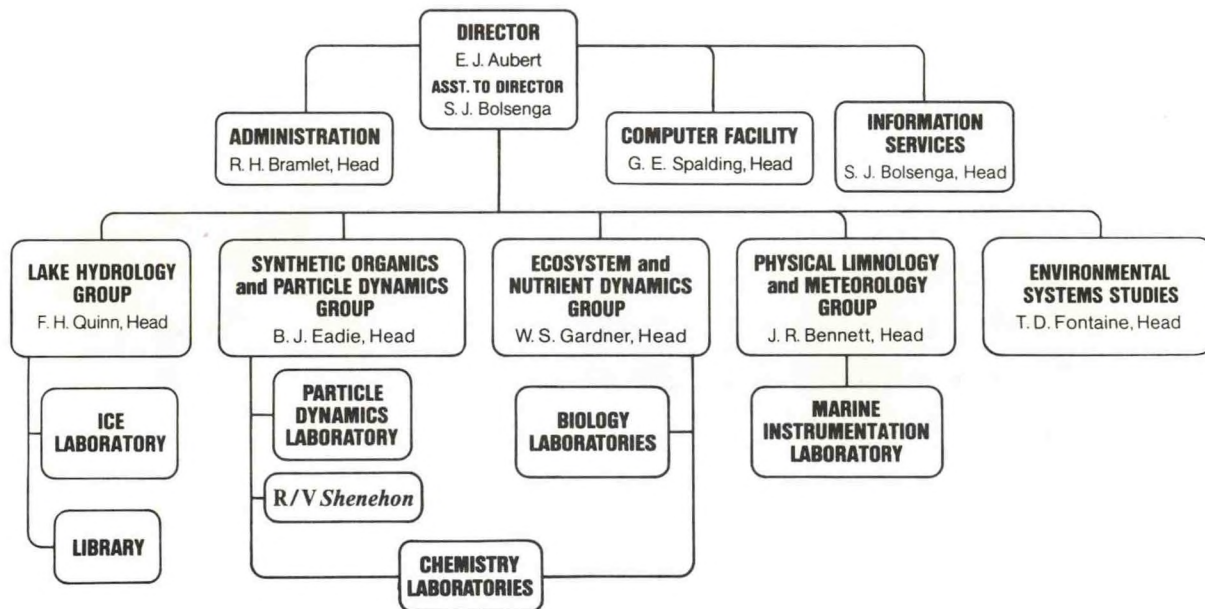 DIRECTOR
E. J. Aubert
ASST. TO DIRECTOR
S. J. Bolsenga
ADMINISTRATION
R. H. Bramlet, Head
COMPUTER FACILITY
G. E. Spalding, Head
INFORMATION
SERVICES
S. J. Bolsenga, Head
LAKE HYDROLOGY
GROUP
F. H. Quinn, Head
SYNTHETIC ORGANICS
and PARTICLE DYNAMICS
GROUP
B. J. Eadie, Head
ECOSYSTEM and
NUTRIENT DYNAMICS
GROUP
W. S. Gardner, Head
PHYSICAL LIMNOLOGY
and METEOROLOGY
GROUP
J. R. Bennett, Head
ENVIRONMENTAL
SYSTEMS STUDIES
T. D. Fontaine, Head
ICE
LABORATORY
LIBRARY
PARTICLE
DYNAMICS
LABORATORY
R/V Shenehon
BIOLOGY
LABORATORIES
MARINE
INSTRUMENTATION
LABORATORY
CHEMISTRY
LABORATORIES